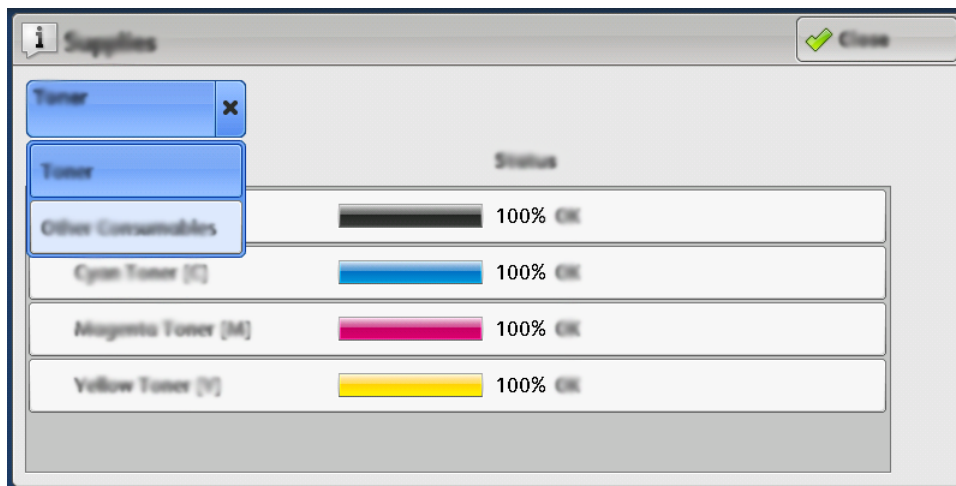 Supplies
Close
Toner
Toner
Status
Other Consumables
100% OK
Cyan Toner [C]
100% OK
Magenta Toner [M]
100% OK
Yellow Toner [Y]
100% OK